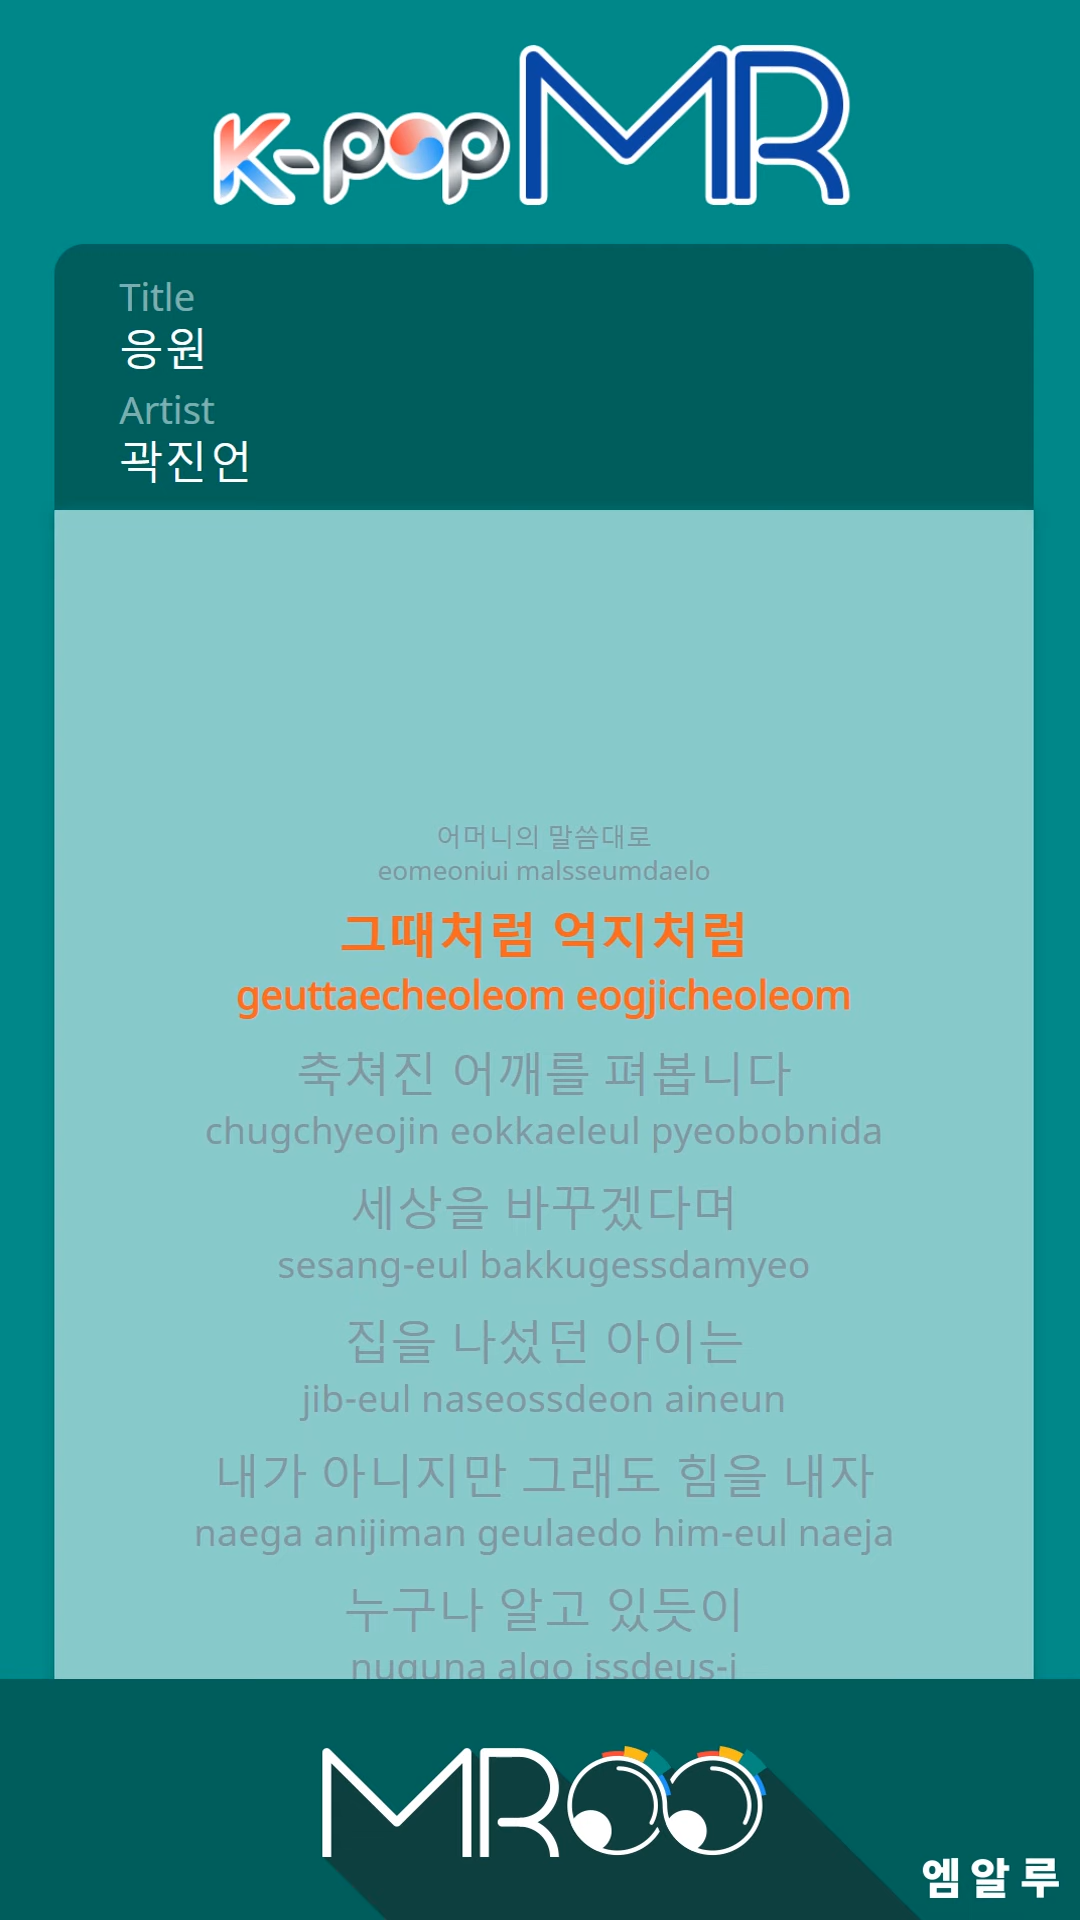 K-pop MR
Title
응원
Artist
곽진언
어머니의 말씀대로
eomeoniui malsseumdaelo
그때처럼 억지처럼
geuttaecheoleom eogjicheoleom
축쳐진 어깨를 펴봅니다
chugchyeojin eokkaeleul pyeobobnida
세상을 바꾸겠다며
sesang-eul bakkugessdamyeo
집을 나섰던 아이는
jib-eul naseossdeon aineun
내가 아니지만 그래도 힘을 내자
naega anijiman geulaedo him-eul naeja
누구나 알고 있듯이
nuguna algo issdeus-i
MROO
엠알루